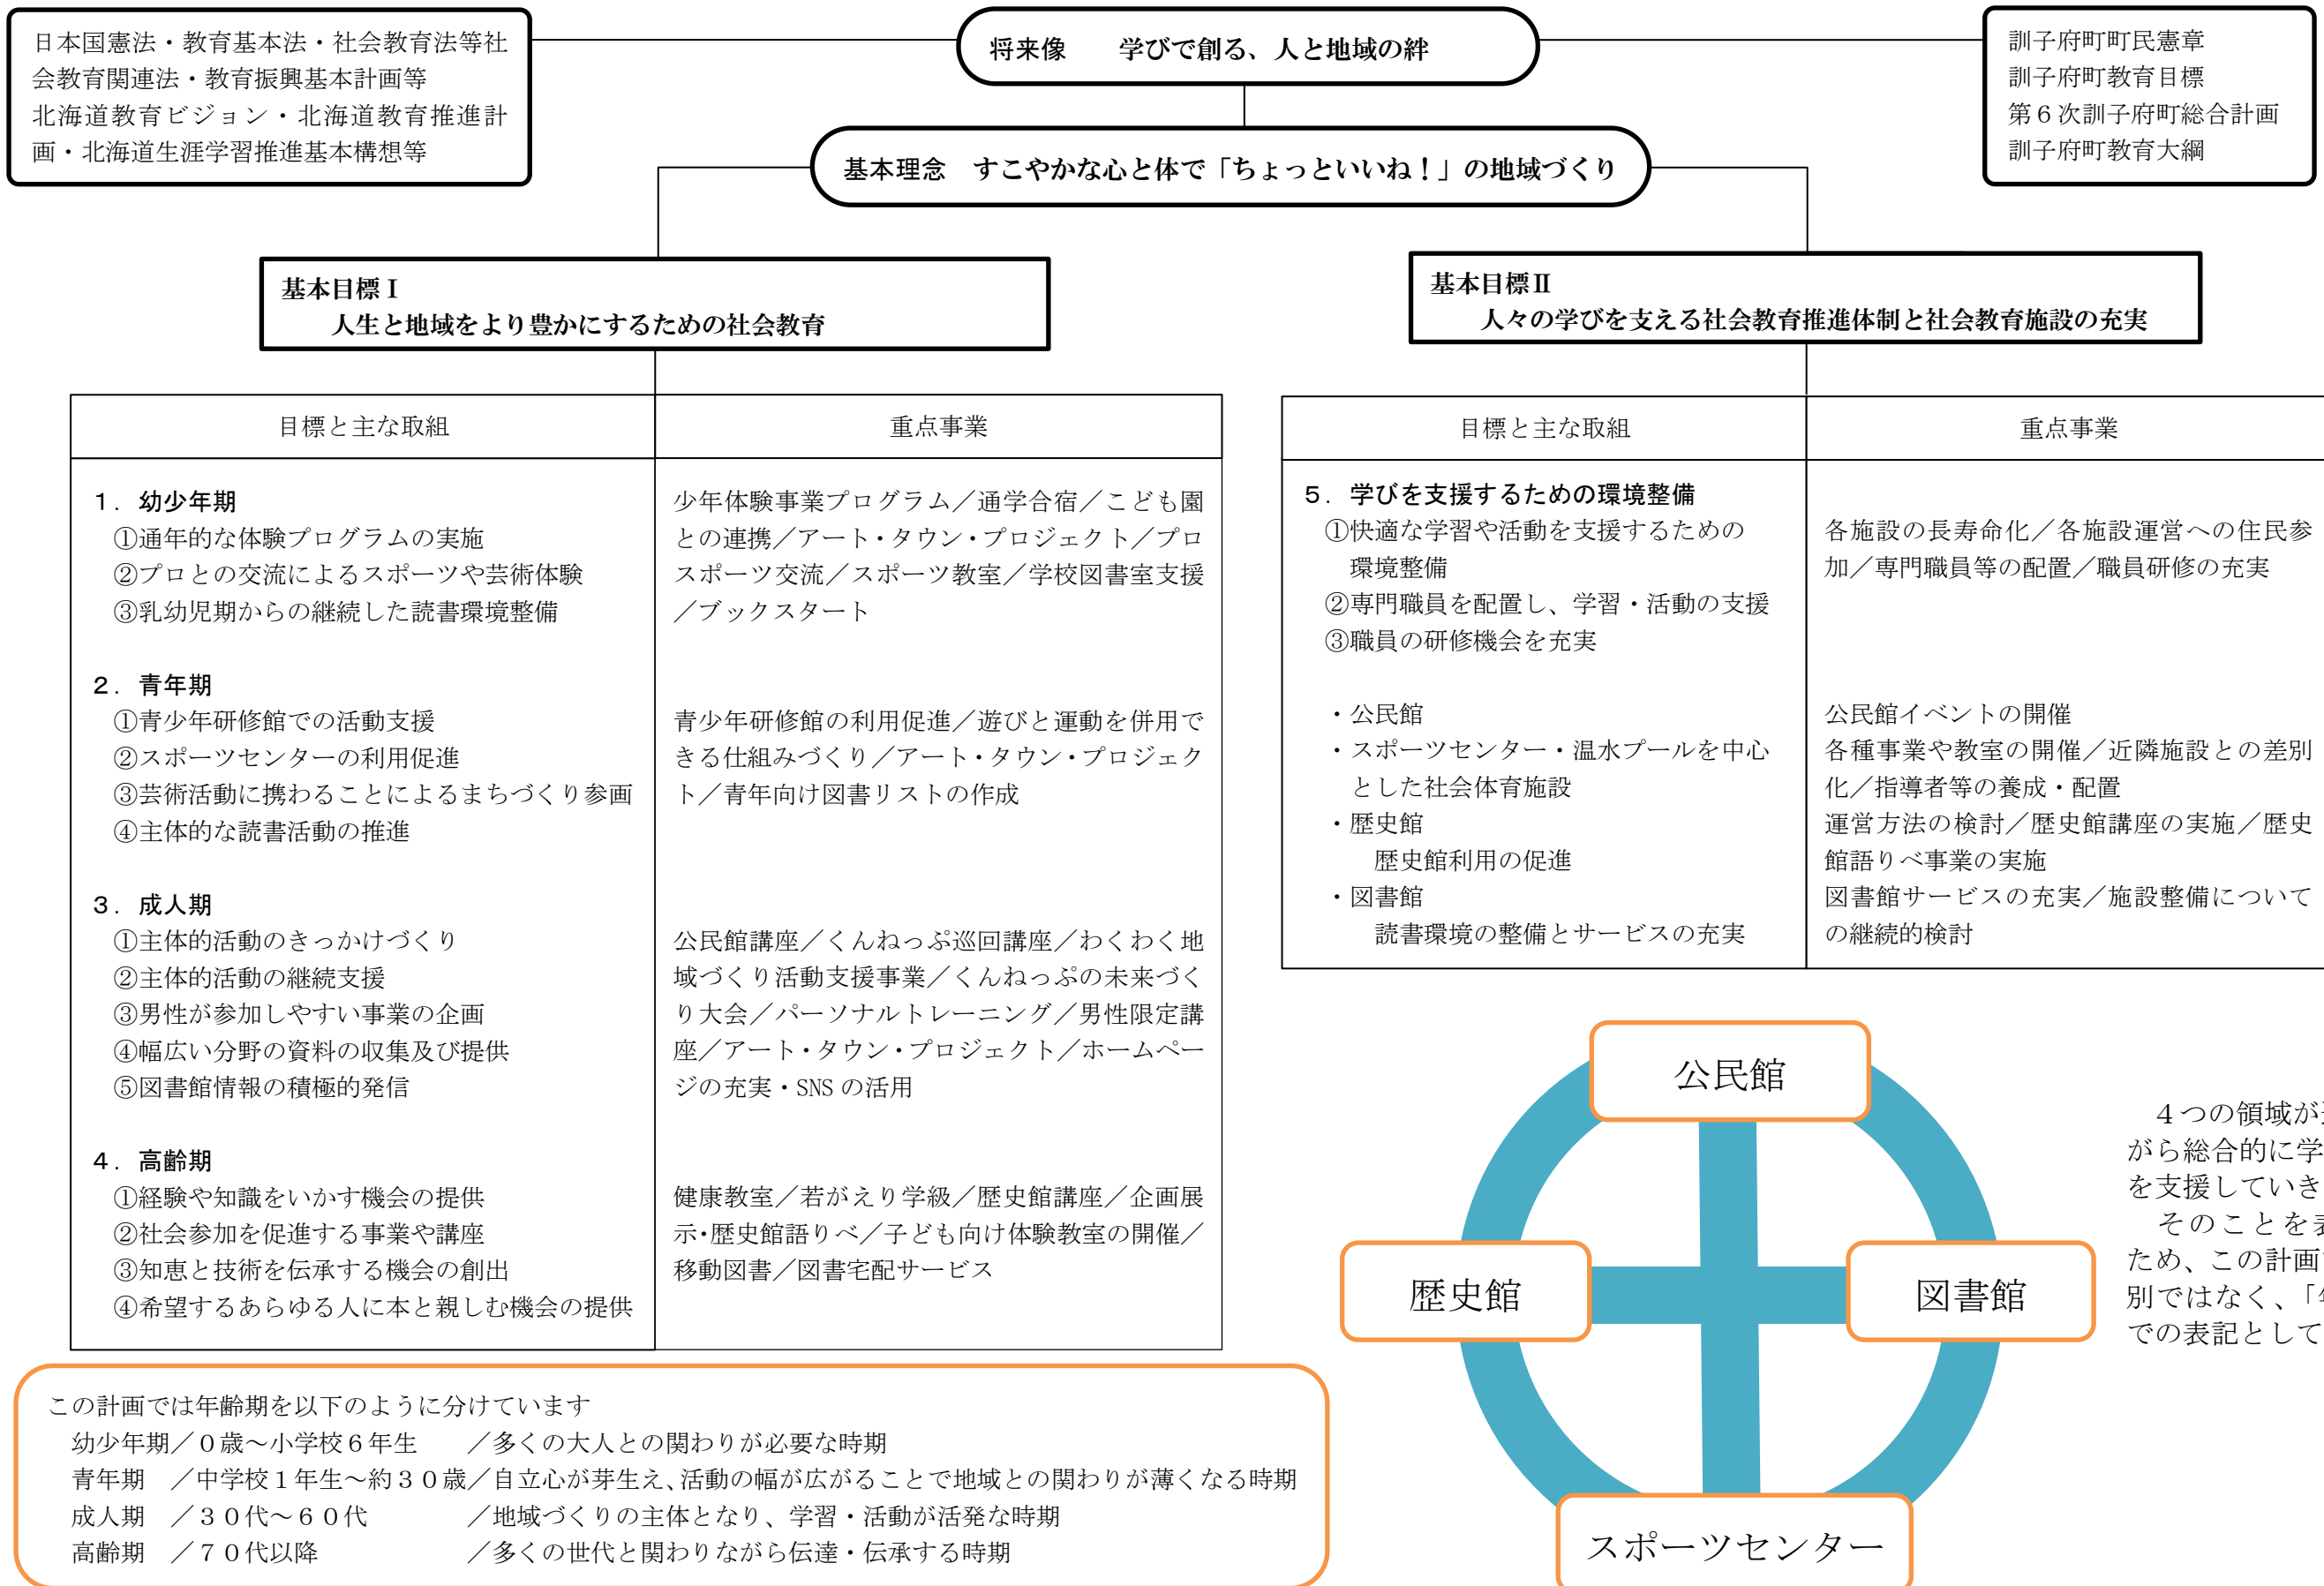 日本国憲法・教育基本法・社会教育法等社
会教育関連法・教育振興基本計画等
北海道教育ビジョン・北海道教育推進計
画・北海道生涯学習推進基本構想等
将来像　　学びで創る、人と地域の絆
訓子府町町民憲章
訓子府町教育目標
第６次訓子府町総合計画
訓子府町教育大綱
基本理念　すこやかな心と体で「ちょっといいね！」の地域づくり
基本目標Ⅰ
人生と地域をより豊かにするための社会教育
基本目標Ⅱ
人々の学びを支える社会教育推進体制と社会教育施設の充実
目標と主な取組
重点事業
１．幼少年期
①通年的な体験プログラムの実施
②プロとの交流によるスポーツや芸術体験
③乳幼児期からの継続した読書環境整備
少年体験事業プログラム／通学合宿／こども園
との連携／アート・タウン・プロジェクト／プロ
スポーツ交流／スポーツ教室／学校図書室支援
／ブックスタート
２．青年期
①青少年研修館での活動支援
②スポーツセンターの利用促進
③芸術活動に携わることによるまちづくり参画
④主体的な読書活動の推進
青少年研修館の利用促進／遊びと運動を併用で
きる仕組みづくり／アート・タウン・プロジェク
ト／青年向け図書リストの作成
３．成人期
①主体的活動のきっかけづくり
②主体的活動の継続支援
③男性が参加しやすい事業の企画
④幅広い分野の資料の収集及び提供
⑤図書館情報の積極的発信
公民館講座／くんねっぷ巡回講座／わくわく地
域づくり活動支援事業／くんねっぷの未来づく
り大会／パーソナルトレーニング／男性限定講
座／アート・タウン・プロジェクト／ホームペー
ジの充実・SNS の活用
４．高齢期
①経験や知識をいかす機会の提供
②社会参加を促進する事業や講座
③知恵と技術を伝承する機会の創出
④希望するあらゆる人に本と親しむ機会の提供
健康教室／若がえり学級／歴史館講座／企画展
示・歴史館語りべ／子ども向け体験教室の開催／
移動図書／図書宅配サービス
目標と主な取組
重点事業
５．学びを支援するための環境整備
①快適な学習や活動を支援するための
環境整備
②専門職員を配置し、学習・活動の支援
③職員の研修機会を充実
各施設の長寿命化／各施設運営への住民参
加／専門職員等の配置／職員研修の充実
・公民館
・スポーツセンター・温水プールを中心
とした社会体育施設
・歴史館
歴史館利用の促進
・図書館
読書環境の整備とサービスの充実
公民館イベントの開催
各種事業や教室の開催／近隣施設との差別
化／指導者等の養成・配置
運営方法の検討／歴史館講座の実施／歴史
館語りべ事業の実施
図書館サービスの充実／施設整備について
の継続的検討
公民館
歴史館
図書館
スポーツセンター
４つの領域が
がら総合的に学
を支援していき
そのことを
ため、この計画
別ではなく、「
での表記として
この計画では年齢期を以下のように分けています
幼少年期／０歳～小学校６年生　　／多くの大人との関わりが必要な時期
青年期　／中学校１年生～約３０歳／自立心が芽生え、活動の幅が広がることで地域との関わりが薄くなる時期
成人期　／３０代～６０代　　　　／地域づくりの主体となり、学習・活動が活発な時期
高齢期　／７０代以降　　　　　　／多くの世代と関わりながら伝達・伝承する時期